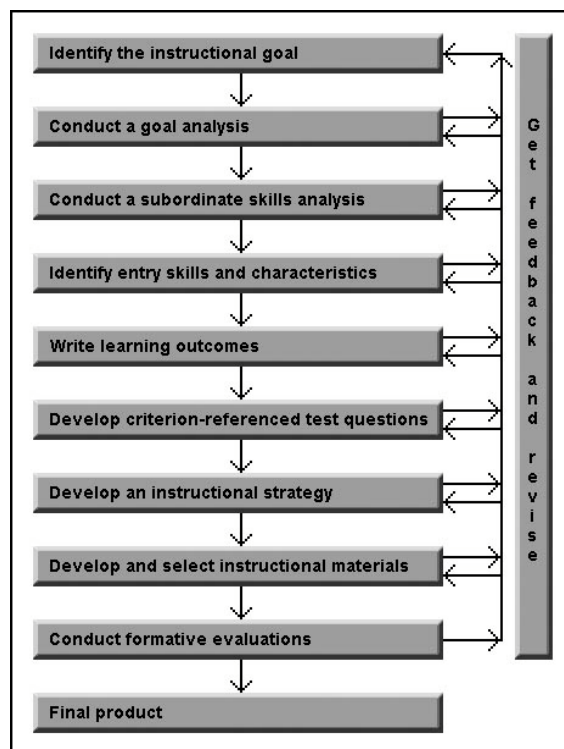 Identify the instructional goal
Conduct a goal analysis
Conduct a subordinate skills analysis
Identify entry skills and characteristics
Write learning outcomes
Develop criterion-referenced test questions
Develop an instructional strategy
Develop and select instructional materials
Conduct formative evaluations
Final product
Get feedback and revise